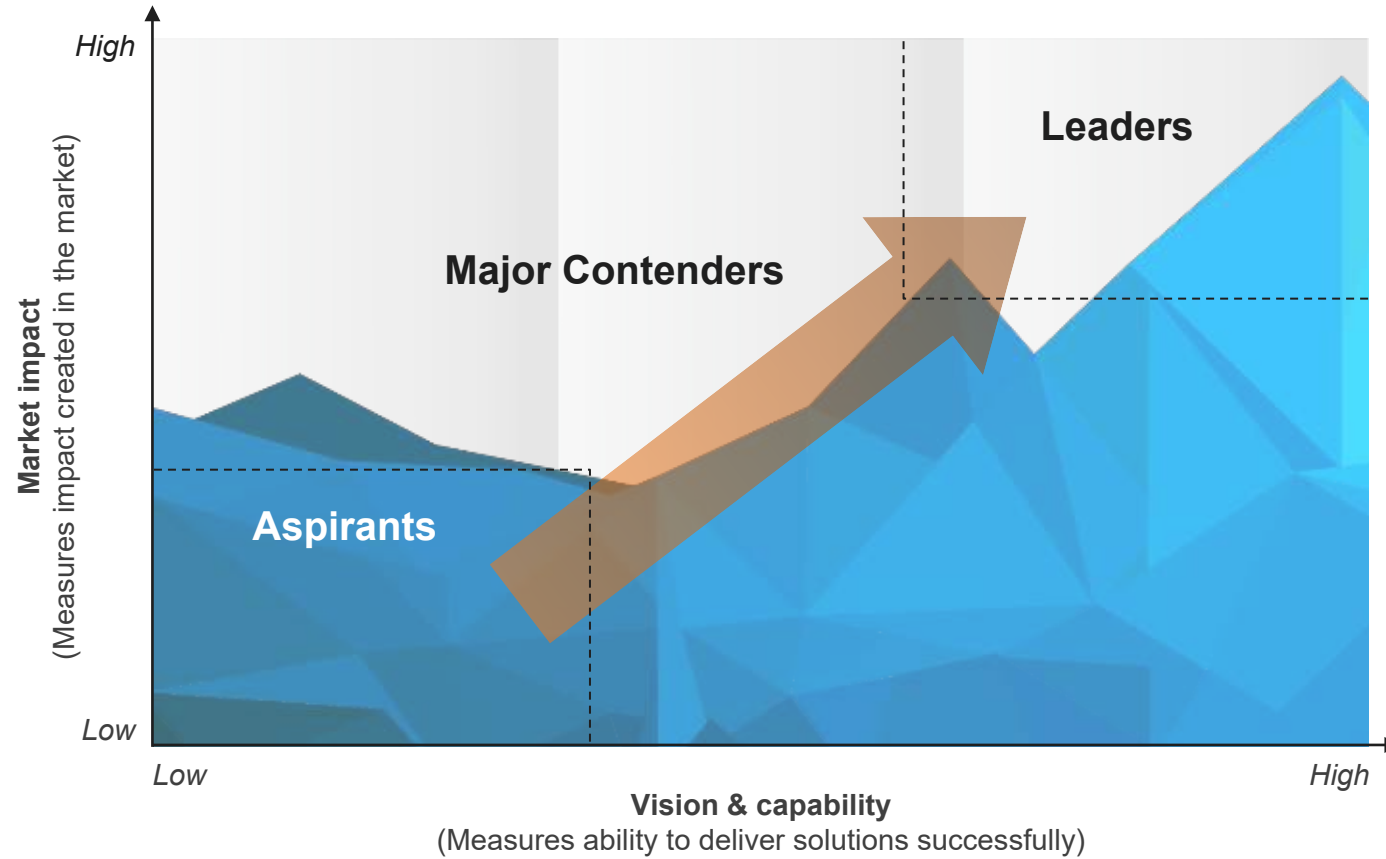 High
Leaders
Major Contenders
Market impact
(Measures impact created in the market)
Aspirants
Low
Low
High
Vision & capability
(Measures ability to deliver solutions successfully)